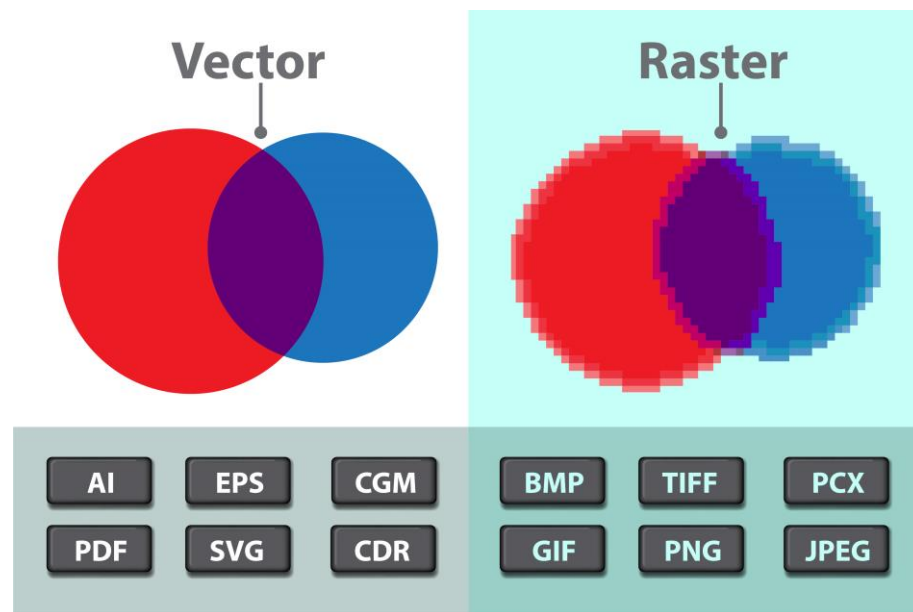 Vector
Raster
AI EPS CGM
PDF SVG CDR
BMP TIFF PCX
GIF PNG JPEG